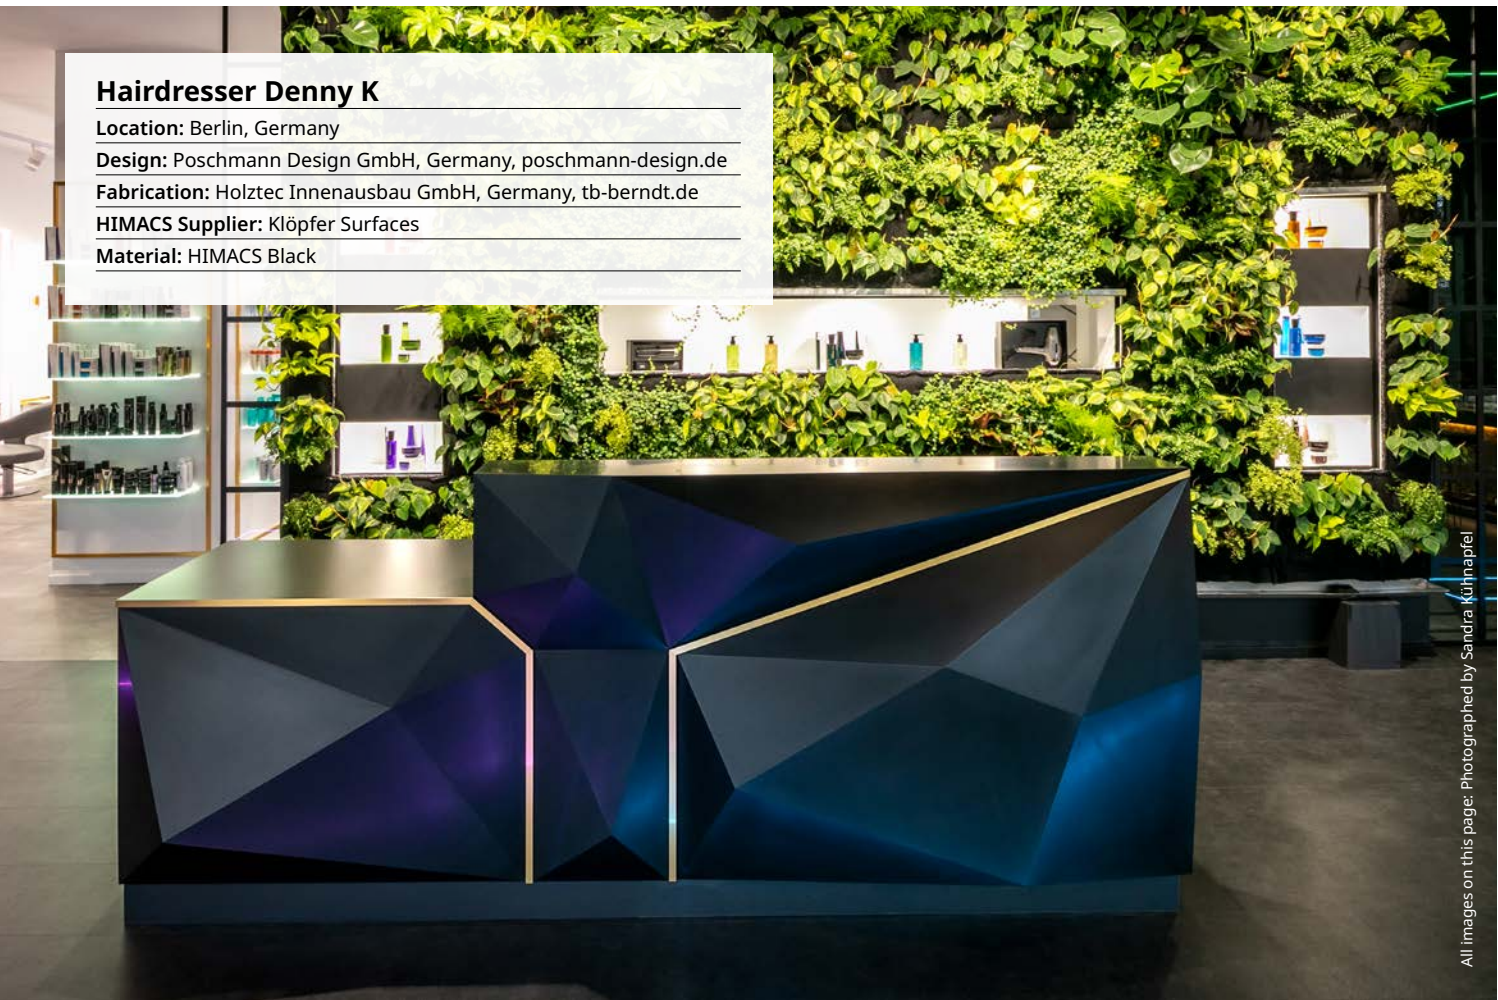 Hairdresser Denny K
Location: Berlin, Germany
Design: Poschmann Design GmbH, Germany, poschmann-design.de
Fabrication: Holztec Innenausbau GmbH, Germany, tb-berndt.de
HIMACS Supplier: Klöpfer Surfaces
Material: HIMACS Black
All images on this page: Photographed by Sandra Kühnapfel